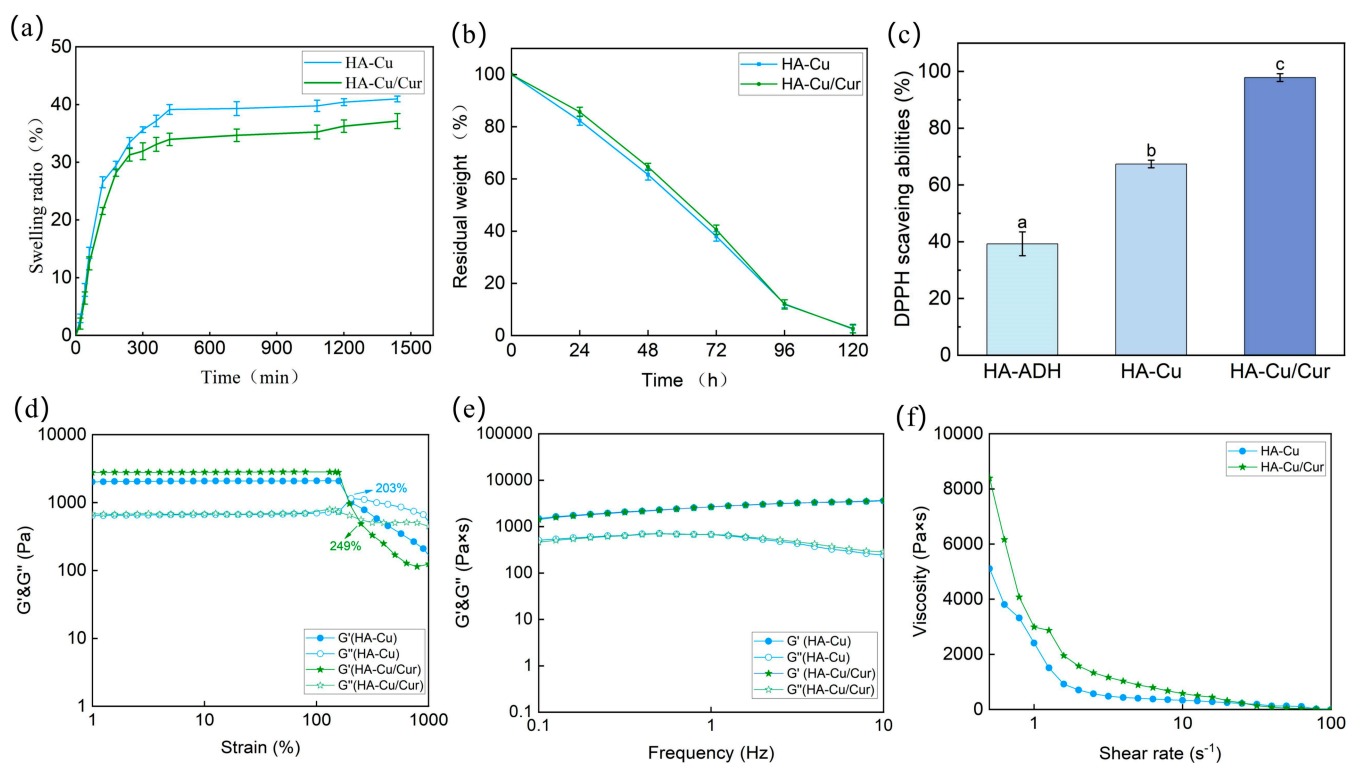 (a)
50
40
30
20
10
0
Swelling radio（%）
HA-Cu
HA-Cu/Cur
0 300 600 900 1200 1500
Time（min）
(b)
100
80
60
40
20
0
Residual weight（%）
HA-Cu
HA-Cu/Cur
0 24 48 72 96 120
Time（h）
(c)
100
80
60
40
20
0
DPPH scaveing abilities (%)
a
b
c
HA-ADH HA-Cu HA-Cu/Cur
(d)
10000
1000
100
10
1
G'&G'' (Pa)
203%
249%
G'(HA-Cu)
G''(HA-Cu)
G'(HA-Cu/Cur)
G''(HA-Cu/Cur)
1 10 100 1000
Strain (%)
(e)
100000
10000
1000
100
10
1
0.1
G'&G'' (Pa×s)
G' (HA-Cu)
G''(HA-Cu)
G' (HA-Cu/Cur)
G''(HA-Cu/Cur)
0.1 1 10
Frequency (Hz)
(f)
10000
8000
6000
4000
2000
0
Viscosity (Pa×s)
HA-Cu
HA-Cu/Cur
1 10 100
Shear rate (s⁻¹)